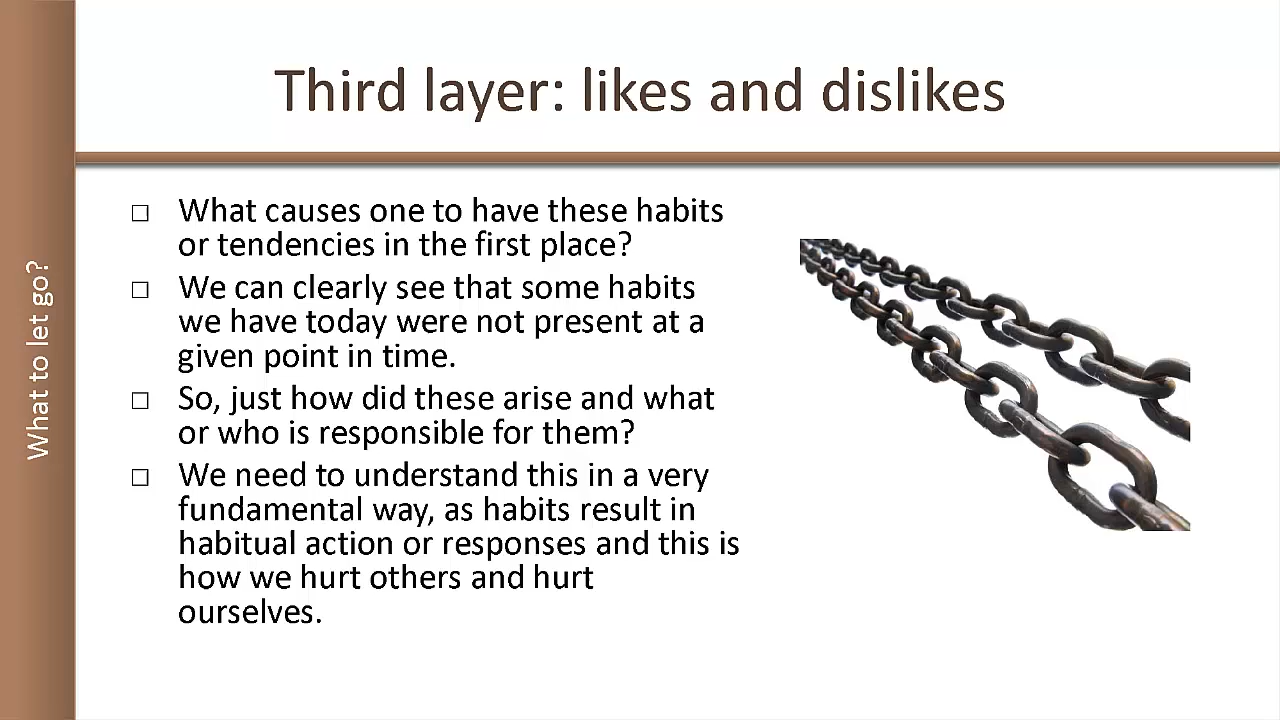 Third layer: likes and dislikes
What to let go?
□ What causes one to have these habits
or tendencies in the first place?
□ We can clearly see that some habits
we have today were not present at a
given point in time.
□ So, just how did these arise and what
or who is responsible for them?
□ We need to understand this in a very
fundamental way, as habits result in
habitual action or responses and this is
how we hurt others and hurt
ourselves.